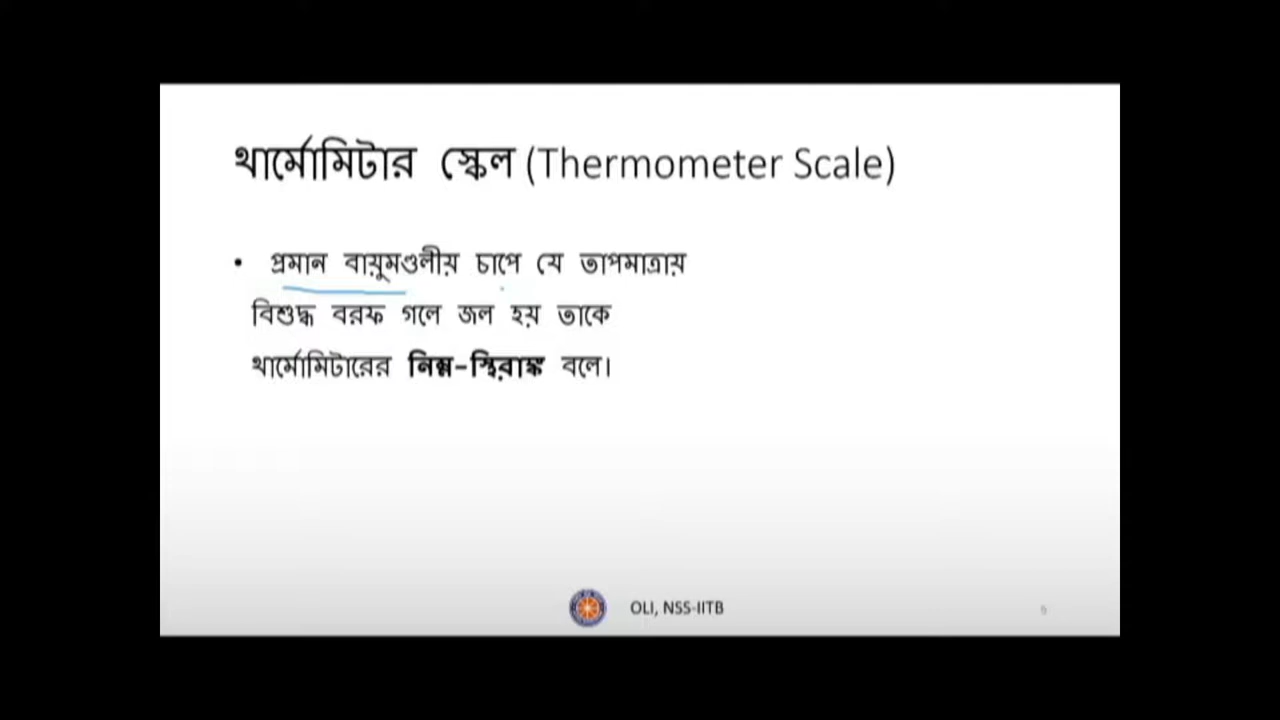 থার্মোমিটার স্কেল (Thermometer Scale)
• প্রমান বায়ুমণ্ডলীয় চাপে যে তাপমাত্রায়
বিশুদ্ধ বরফ গলে জল হয় তাকে
থার্মোমিটারের নিম্ন-স্থিরাঙ্ক বলে।
OLI, NSS-IITB